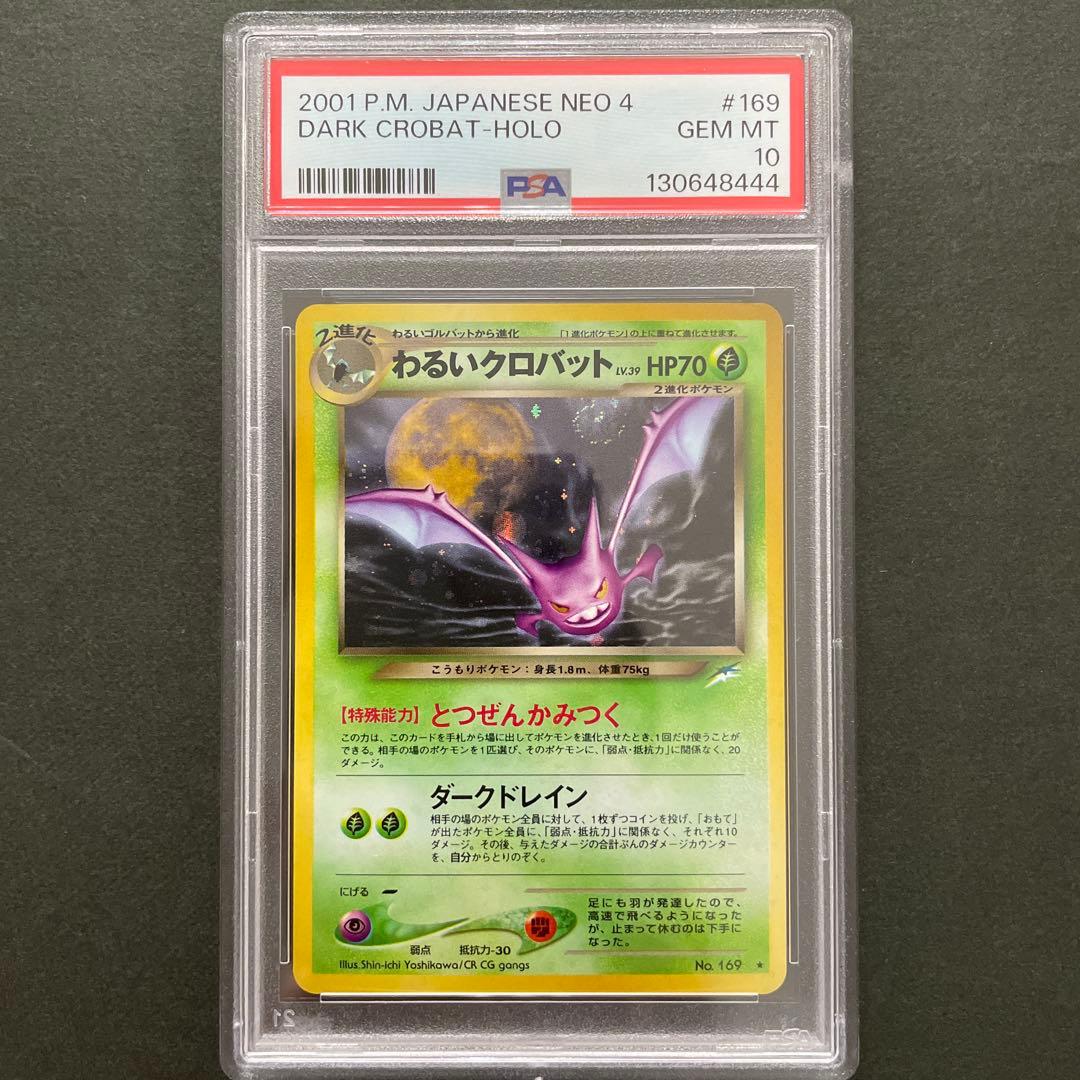 2001 P.M. JAPANESE NEO 4 #169
DARK CROBAT-HOLO GEM MT
10
PSA 130648444
2進化 わるいゴルバットから進化 「1進化ポケモン」の上に重ねて進化させます。
わるいクロバット LV.39 HP70
2進化ポケモン
こうもりポケモン：身長1.8m、体重75kg
【特殊能力】とつぜんかみつく
この力は、このカードを手札から場に出してポケモンを進化させたとき、1回だけ使うことが
できる。相手の場のポケモンを1匹選び、そのポケモンに、「弱点・抵抗力」に関係なく、20
ダメージ。
ダークドレイン
相手の場のポケモン全員に対して、1枚ずつコインを投げ、「おもて」
が出たポケモン全員に、「弱点・抵抗力」に関係なく、それぞれ10
ダメージ。その後、与えたダメージの合計ぶんのダメージカウンター
を、自分からとりのぞく。
にげる
弱点 抵抗力-30
足にも羽が発達したので、
高速で飛べるようになった
が、止まって休むのは下手に
なった。
Illus.Shin-ichi Yoshikawa/CR CG gangs No. 169 ★
21 PSA